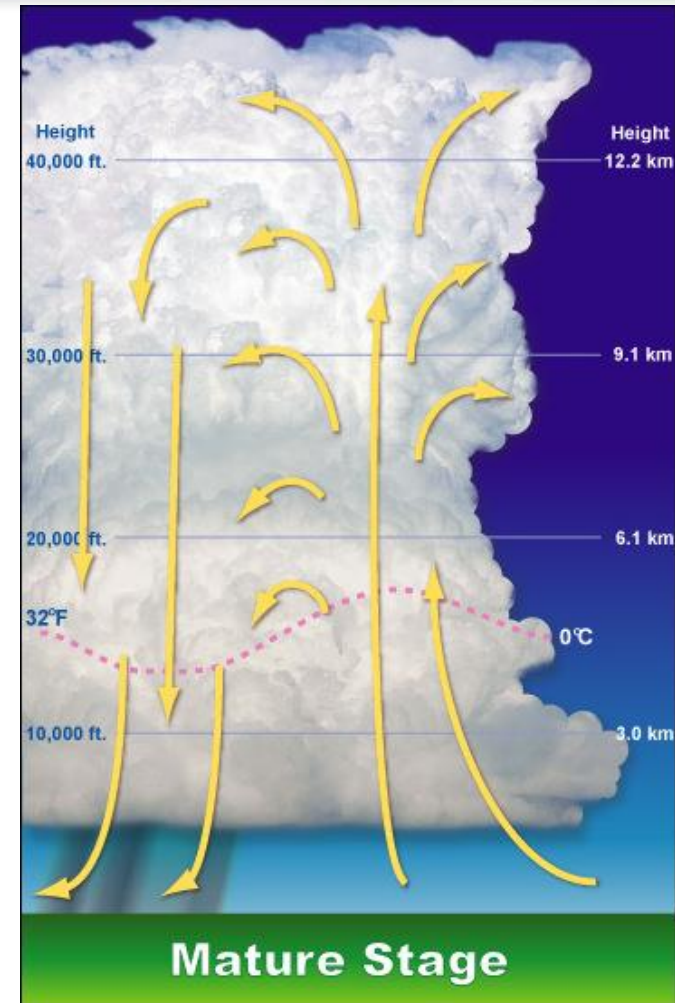 Height
Height
40,000 ft.
12.2 km
30,000 ft.
9.1 km
20,000 ft.
6.1 km
32°F
0°C
10,000 ft.
3.0 km
Mature Stage